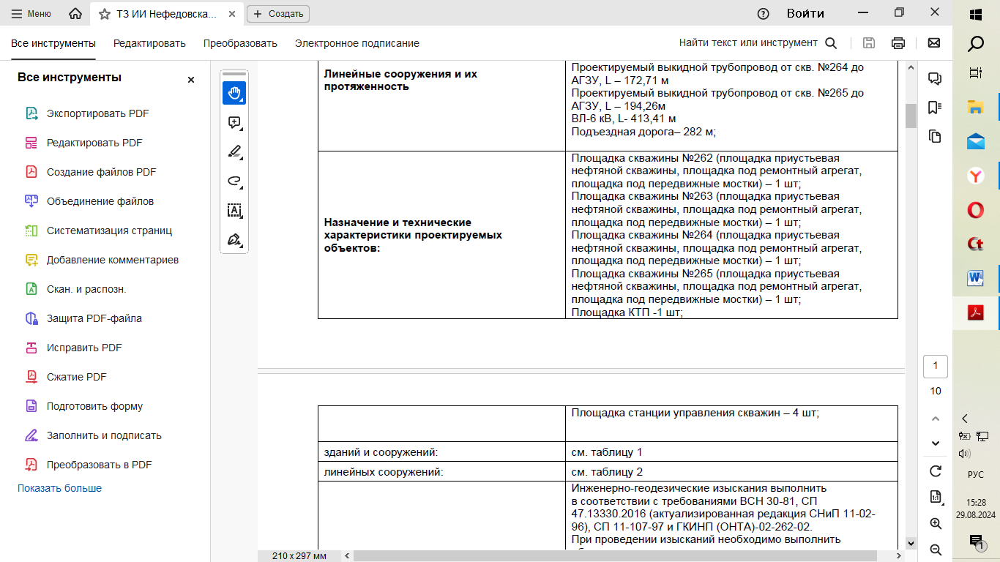 Меню
ТЗ ИИ Нефедовска...
Создать
Войти
Все инструменты
Редактировать
Преобразовать
Электронное подписание
Найти текст или инструмент
Все инструменты
Экспортировать PDF
Редактировать PDF
Создание файлов PDF
Объединение файлов
Систематизация страниц
Добавление комментариев
Скан. и распозн.
Защита PDF-файла
Исправить PDF
Сжатие PDF
Подготовить форму
Заполнить и подписать
Преобразовать в PDF
Показать больше
Линейные сооружения и их
протяженность
Проектируемый выкидной трубопровод от скв. №264 до
АГЗУ, L – 172,71 м
Проектируемый выкидной трубопровод от скв. №265 до
АГЗУ, L – 194,26м
ВЛ-6 кВ, L- 413,41 м
Подъездная дорога– 282 м;
Назначение и технические
характеристики проектируемых
объектов:
Площадка скважины №262 (площадка приустьевая
нефтяной скважины, площадка под ремонтный агрегат,
площадка под передвижные мостки) – 1 шт;
Площадка скважины №263 (площадка приустьевая
нефтяной скважины, площадка под ремонтный агрегат,
площадка под передвижные мостки) – 1 шт;
Площадка скважины №264 (площадка приустьевая
нефтяной скважины, площадка под ремонтный агрегат,
площадка под передвижные мостки) – 1 шт;
Площадка скважины №265 (площадка приустьевая
нефтяной скважины, площадка под ремонтный агрегат,
площадка под передвижные мостки) – 1 шт;
Площадка КТП -1 шт;
Площадка станции управления скважин – 4 шт;
зданий и сооружений:
см. таблицу 1
линейных сооружений:
см. таблицу 2
Инженерно-геодезические изыскания выполнить
в соответствии с требованиями ВСН 30-81, СП
47.13330.2016 (актуализированная редакция СНиП 11-02-
96), СП 11-107-97 и ГКИНП (ОНТА)-02-262-02.
При проведении изысканий необходимо выполнить
210 x 297 мм
1
10
1:1
РУС
15:28
29.08.2024
1